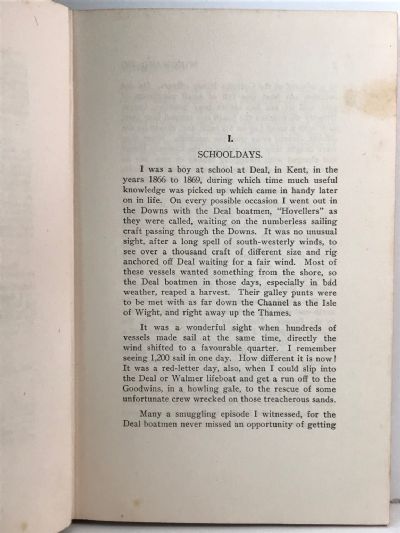 I.
SCHOOLDAYS.
I was a boy at school at Deal, in Kent, in the
years 1866 to 1869, during which time much useful
knowledge was picked up which came in handy later
on in life. On every possible occasion I went out in
the Downs with the Deal boatmen, "Hovellers" as
they were called, waiting on the numberless sailing
craft passing through the Downs. It was no unusual
sight, after a long spell of south-westerly winds, to
see over a thousand craft of different size and rig
anchored off Deal waiting for a fair wind. Most of
these vessels wanted something from the shore, so
the Deal boatmen in those days, especially in bad
weather, reaped a harvest. Their galley punts were
to be met with as far down the Channel as the Isle
of Wight, and right away up the Thames.
It was a wonderful sight when hundreds of
vessels made sail at the same time, directly the
wind shifted to a favourable quarter. I remember
seeing 1,200 sail in one day. How different it is now!
It was a red-letter day, also, when I could slip into
the Deal or Walmer lifeboat and get a run off to the
Goodwins, in a howling gale, to the rescue of some
unfortunate crew wrecked on those treacherous sands.
Many a smuggling episode I witnessed, for the
Deal boatmen never missed an opportunity of getting